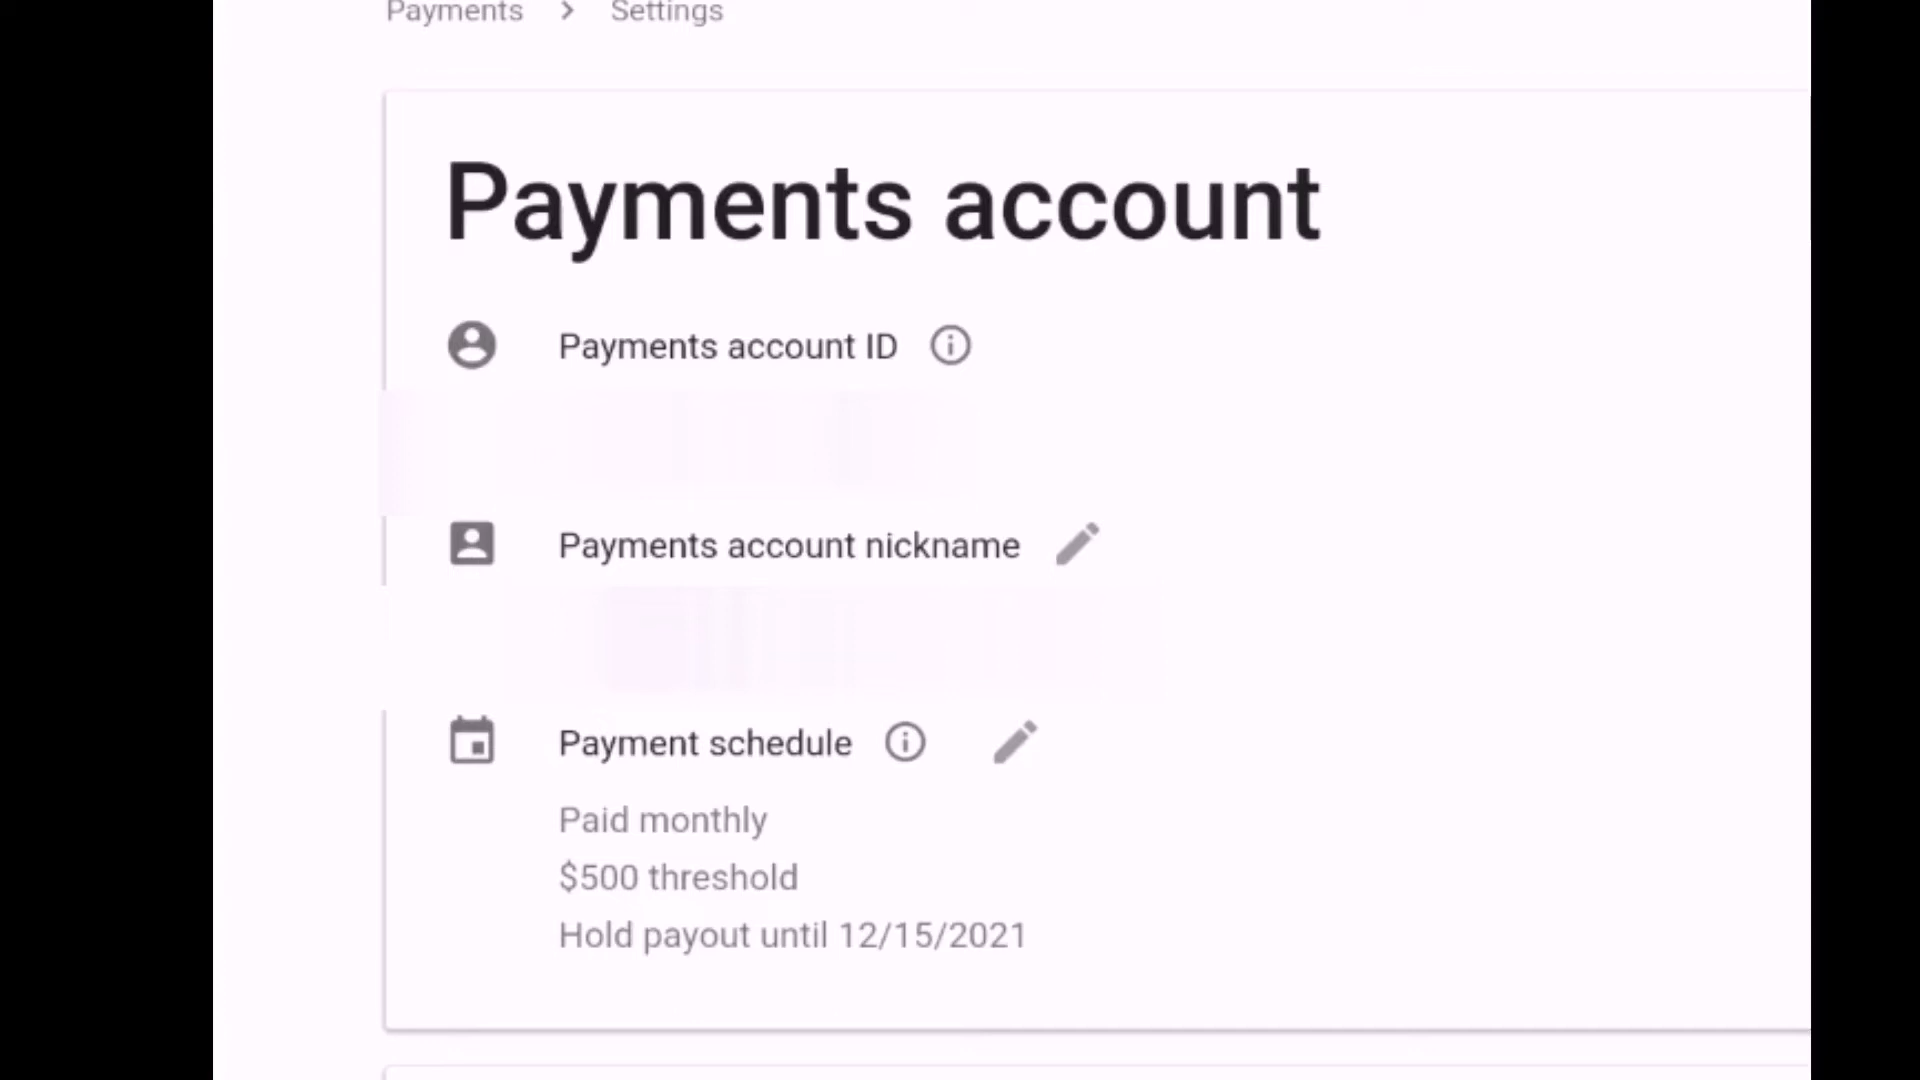 Payments > Settings
Payments account
Payments account ID
Payments account nickname
Payment schedule
Paid monthly
$500 threshold
Hold payout until 12/15/2021